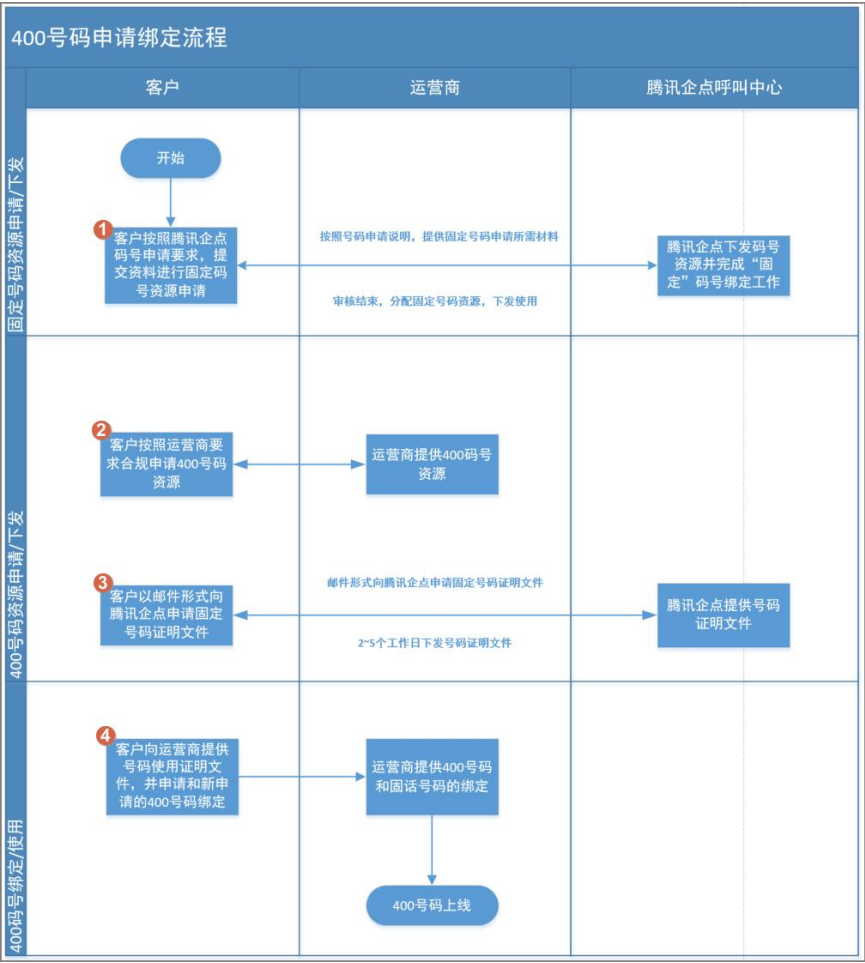 400号码申请绑定流程
客户
运营商
腾讯企点呼叫中心
固定号码资源申请/下发
开始
1
客户按照腾讯企点
码号申请要求，提
交资料进行固定码
号资源申请
按照号码申请说明，提供固定号码申请所需材料
审核结束，分配固定号码资源，下发使用
腾讯企点下发码号
资源并完成“固
定”码号绑定工作
400号码资源申请/下发
2
客户按照运营商要
求合规申请400号码
资源
运营商提供400码号
资源
3
客户以邮件形式向
腾讯企点申请固定
号码证明文件
邮件形式向腾讯企点申请固定号码证明文件
2~5个工作日下发号码证明文件
腾讯企点提供号码
证明文件
400码号绑定/使用
4
客户向运营商提供
号码使用证明文
件，并申请和新申
请的400号码绑定
运营商提供400号码
和固话号码的绑定
400号码上线